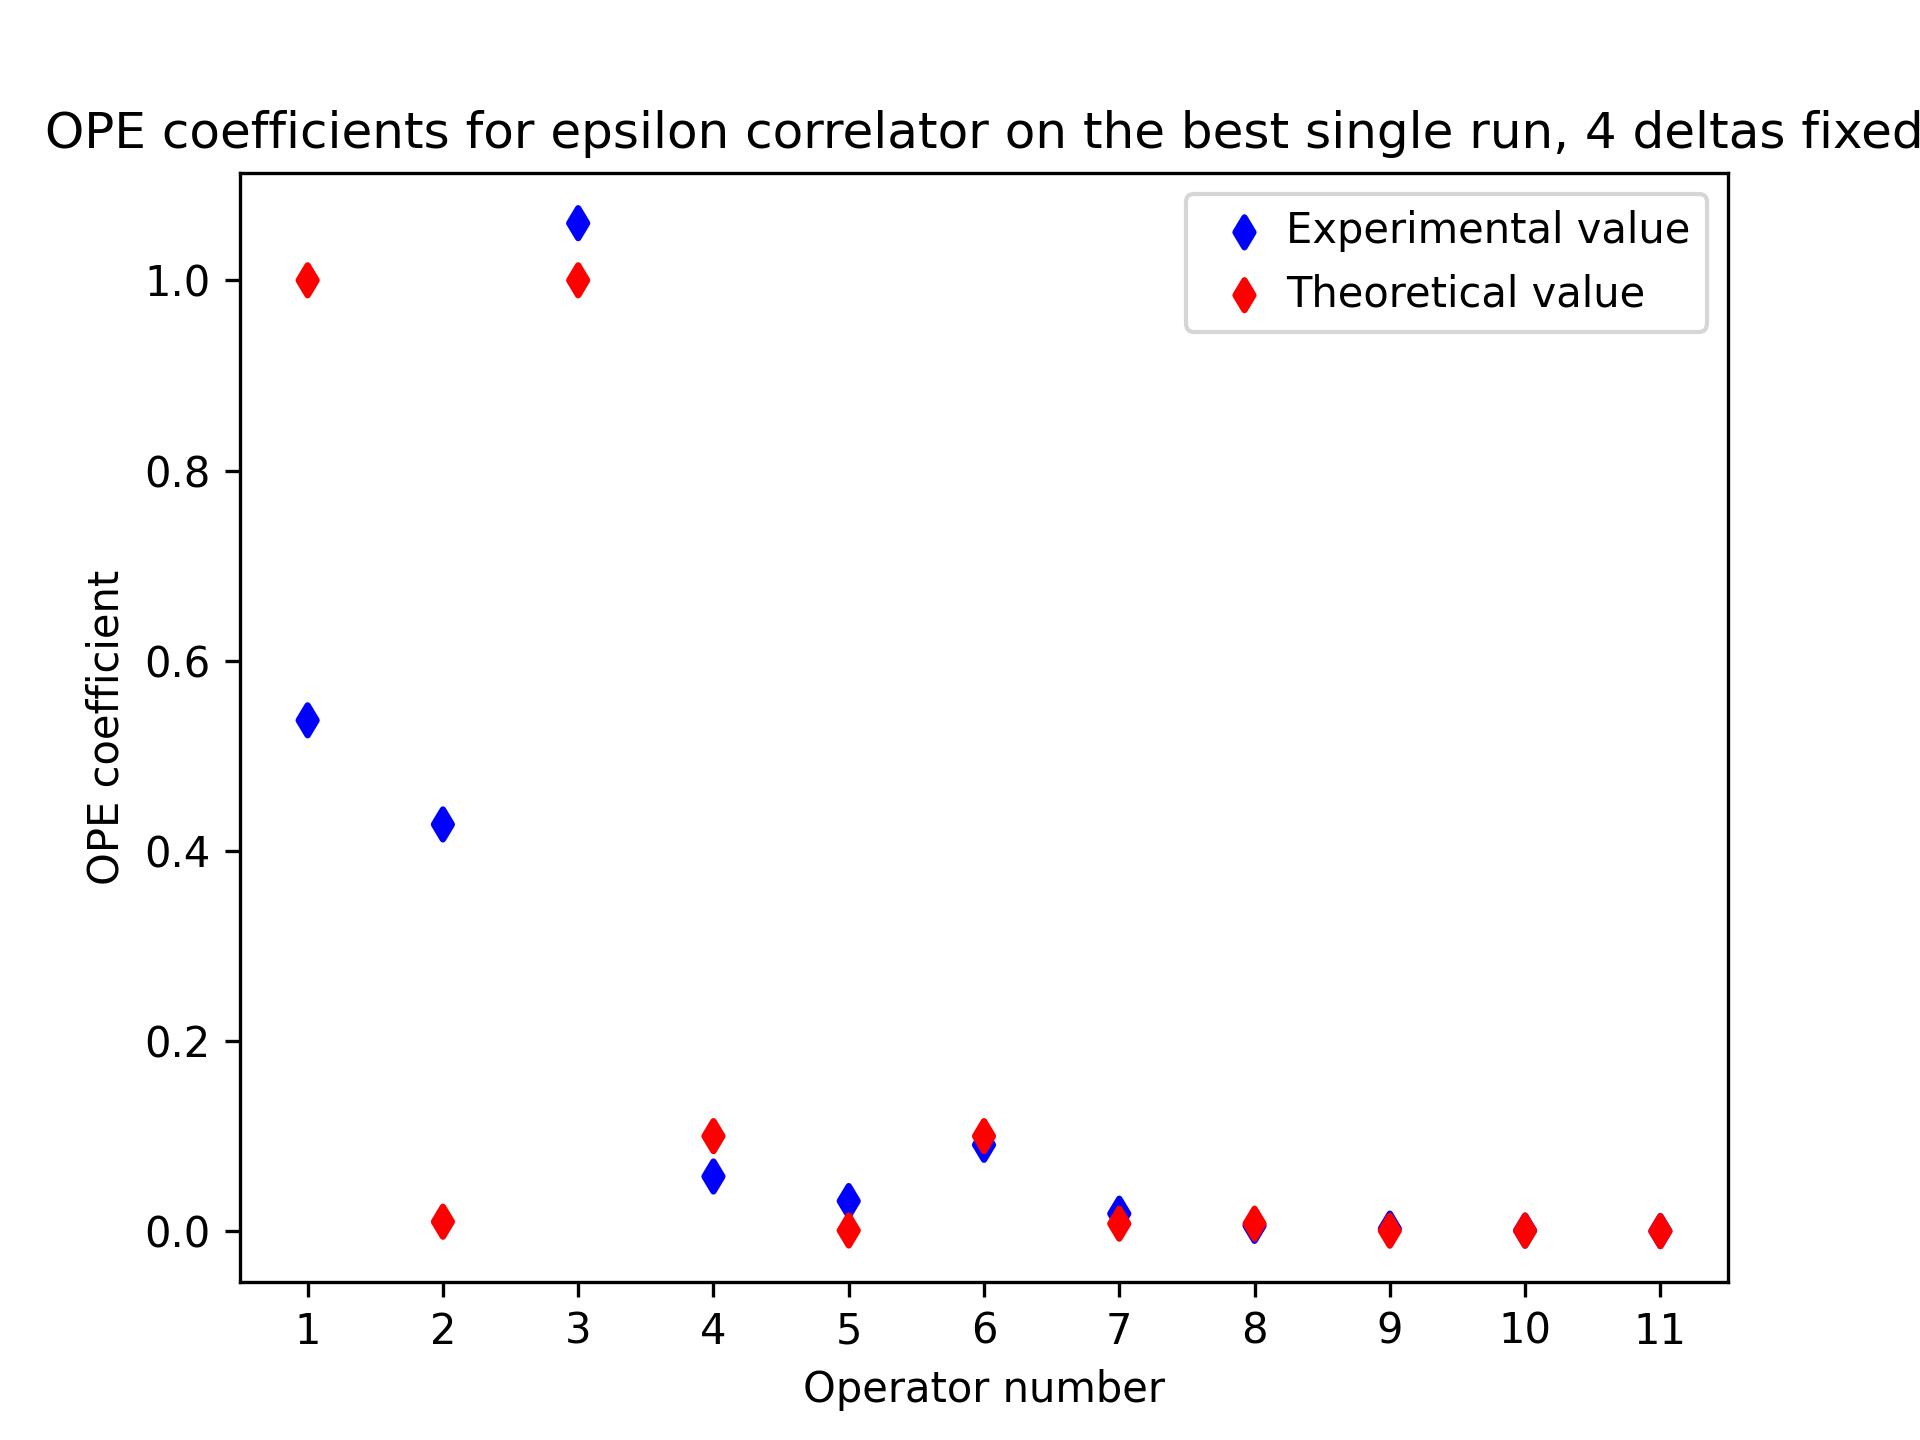 OPE coefficients for epsilon correlator on the best single run, 4 deltas fixed
Experimental value
Theoretical value
1.0
0.8
0.6
0.4
0.2
0.0
OPE coefficient
1 2 3 4 5 6 7 8 9 10 11
Operator number